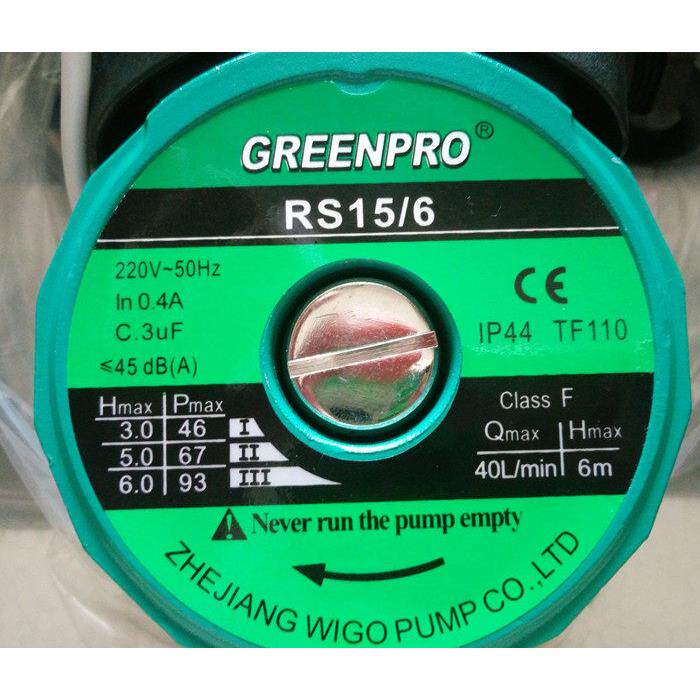 GREENPRO®
RS15/6
220V~50Hz
In 0.4A
C.3uF
≤45 dB(A)
CE
IP44 TF110
Hmax Pmax
3.0 46 I
5.0 67 II
6.0 93 III
Class F
Qmax Hmax
40L/min 6m
Never run the pump empty
ZHEJIANG WIGO PUMP CO.,LTD